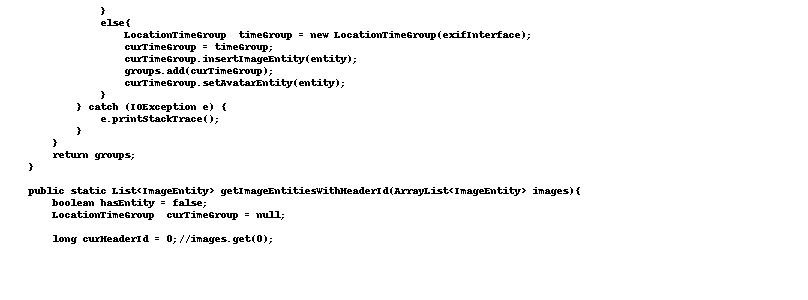 }
else{
LocationTimeGroup  timeGroup = new LocationTimeGroup(exifInterface);
curTimeGroup = timeGroup;
curTimeGroup.insertImageEntity(entity);
groups.add(curTimeGroup);
curTimeGroup.setAvatarEntity(entity);
}
} catch (IOException e) {
e.printStackTrace();
}
}
return groups;
}
public static List<ImageEntity> getImageEntitiesWithHeaderId(ArrayList<ImageEntity> images){
boolean hasEntity = false;
LocationTimeGroup  curTimeGroup = null;
long curHeaderId = 0;//images.get(0);